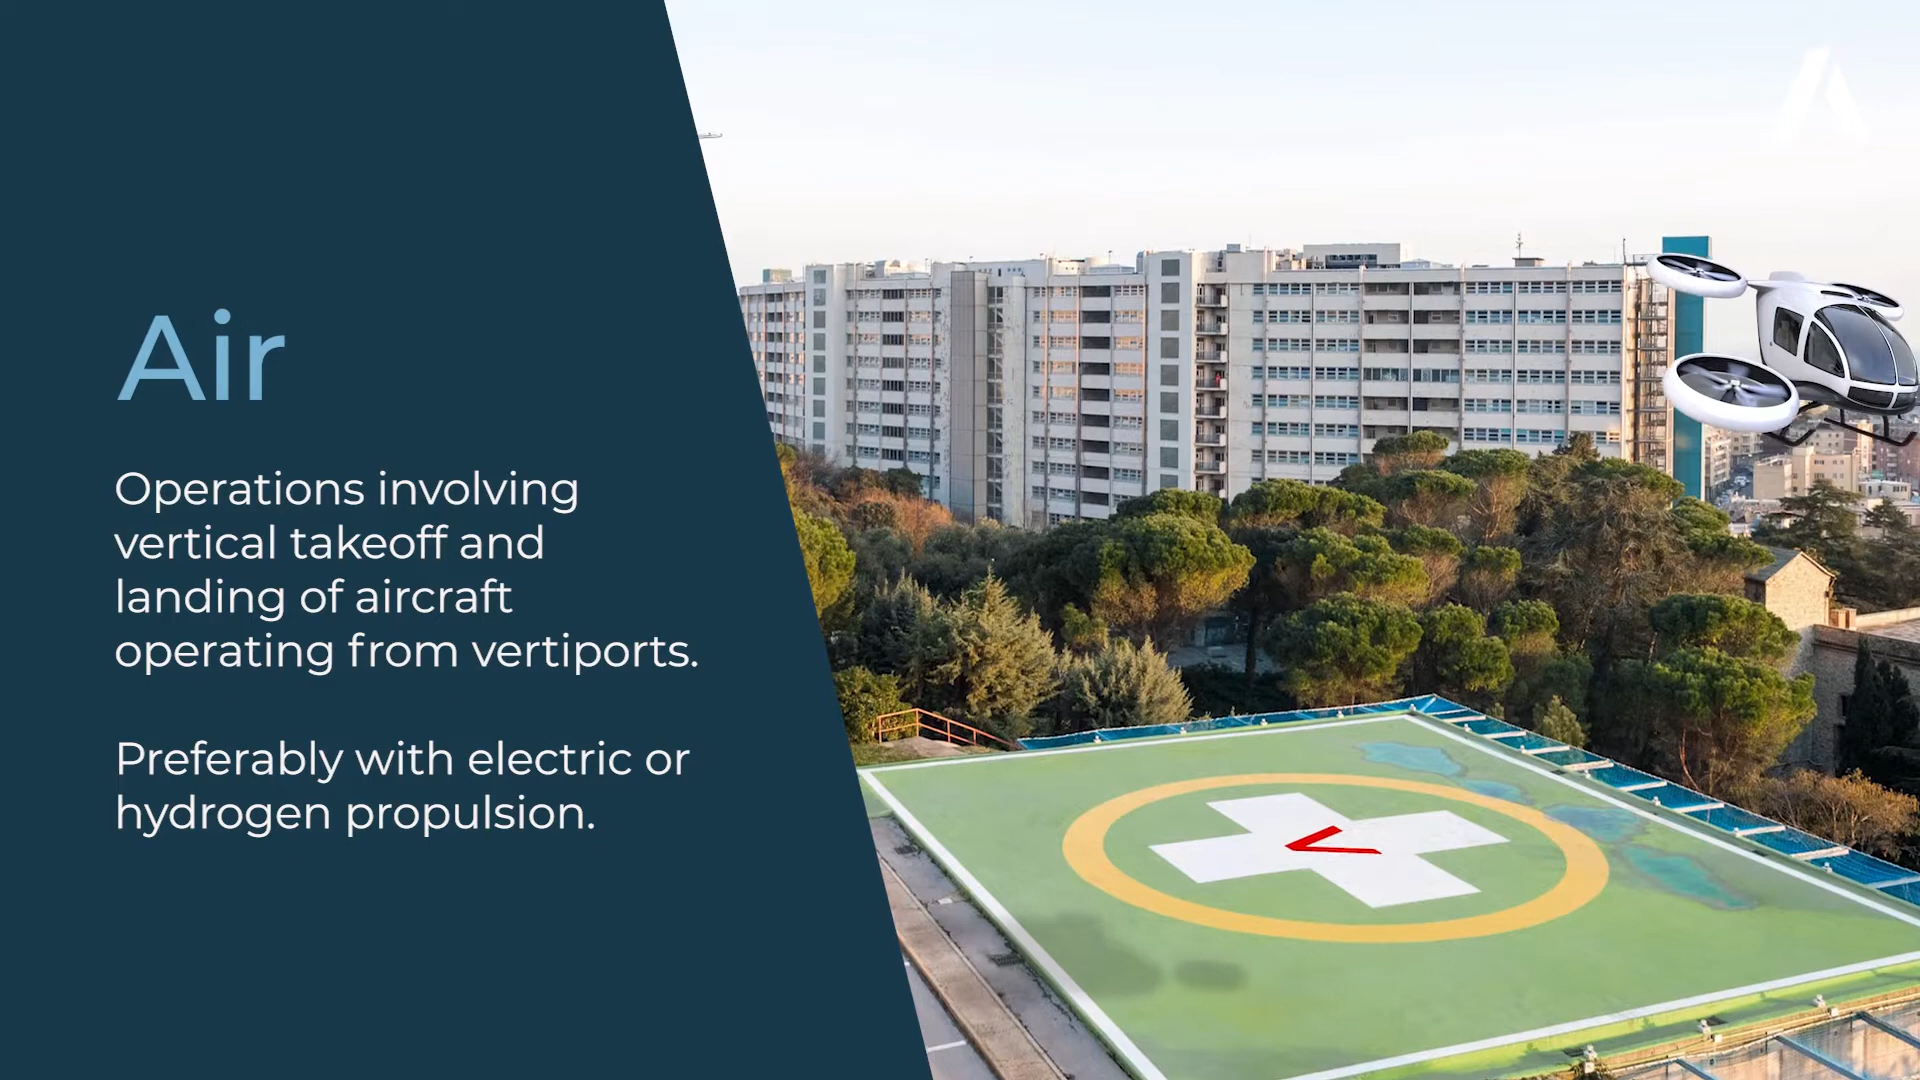 Air
Operations involving
vertical takeoff and
landing of aircraft
operating from vertiports.
Preferably with electric or
hydrogen propulsion.
V